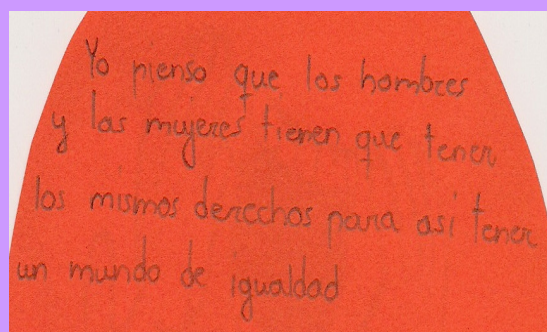 Yo pienso que los hombres
y las mujeres tienen que tener
los mismos derechos para así tener
un mundo de igualdad